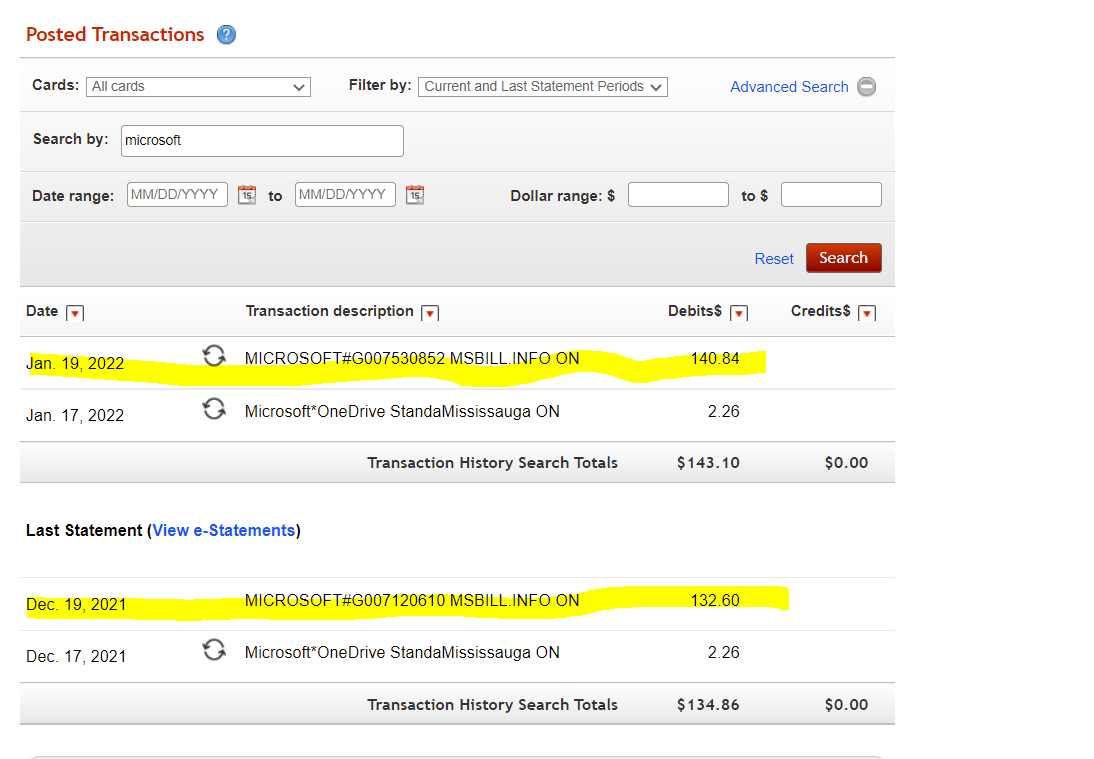 Posted Transactions ?
Cards: All cards Filter by: Current and Last Statement Periods Advanced Search
Search by: microsoft
Date range: MM/DD/YYYY 15 to MM/DD/YYYY 15 Dollar range: $ to $
Reset Search
Date Transaction description Debits$ Credits$
Jan. 19, 2022 MICROSOFT#G007530852 MSBILL.INFO ON 140.84
Jan. 17, 2022 Microsoft*OneDrive StandaMississauga ON 2.26
Transaction History Search Totals $143.10 $0.00
Last Statement (View e-Statements)
Dec. 19, 2021 MICROSOFT#G007120610 MSBILL.INFO ON 132.60
Dec. 17, 2021 Microsoft*OneDrive StandaMississauga ON 2.26
Transaction History Search Totals $134.86 $0.00